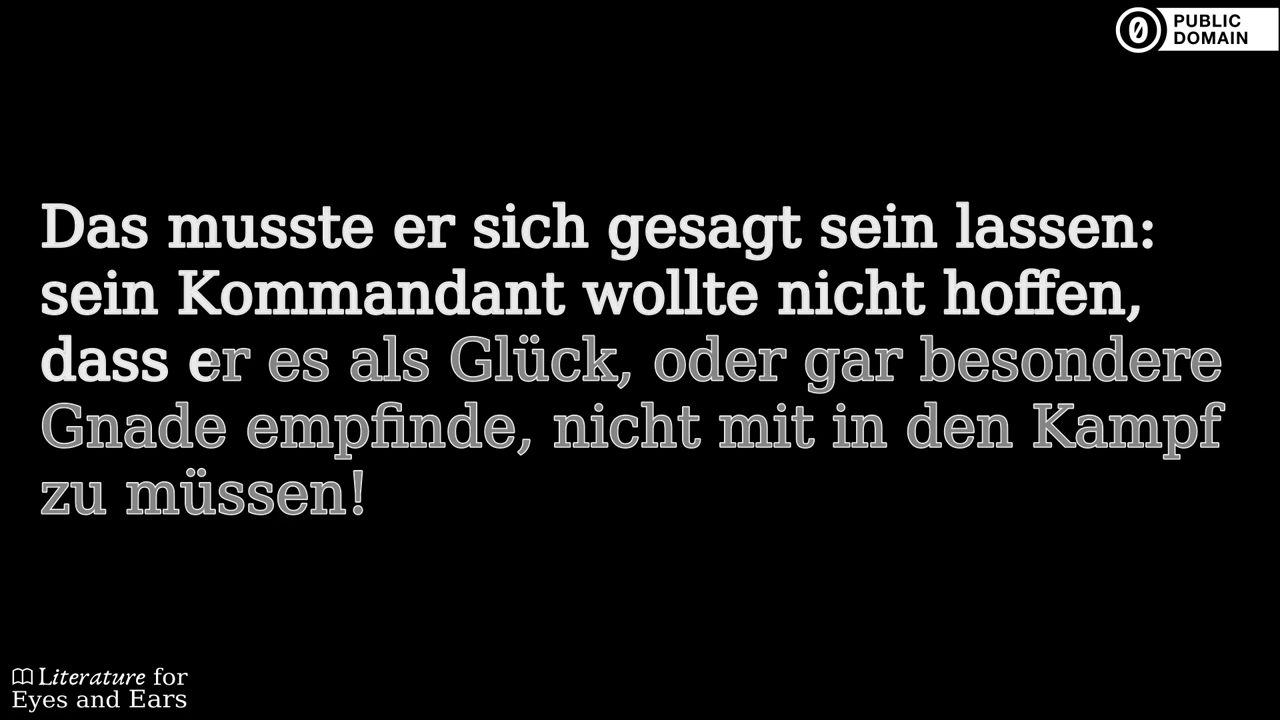 PUBLIC
DOMAIN
Das musste er sich gesagt sein lassen:
sein Kommandant wollte nicht hoffen,
dass er es als Glück, oder gar besondere
Gnade empfinde, nicht mit in den Kampf
zu müssen!
Literature for
Eyes and Ears